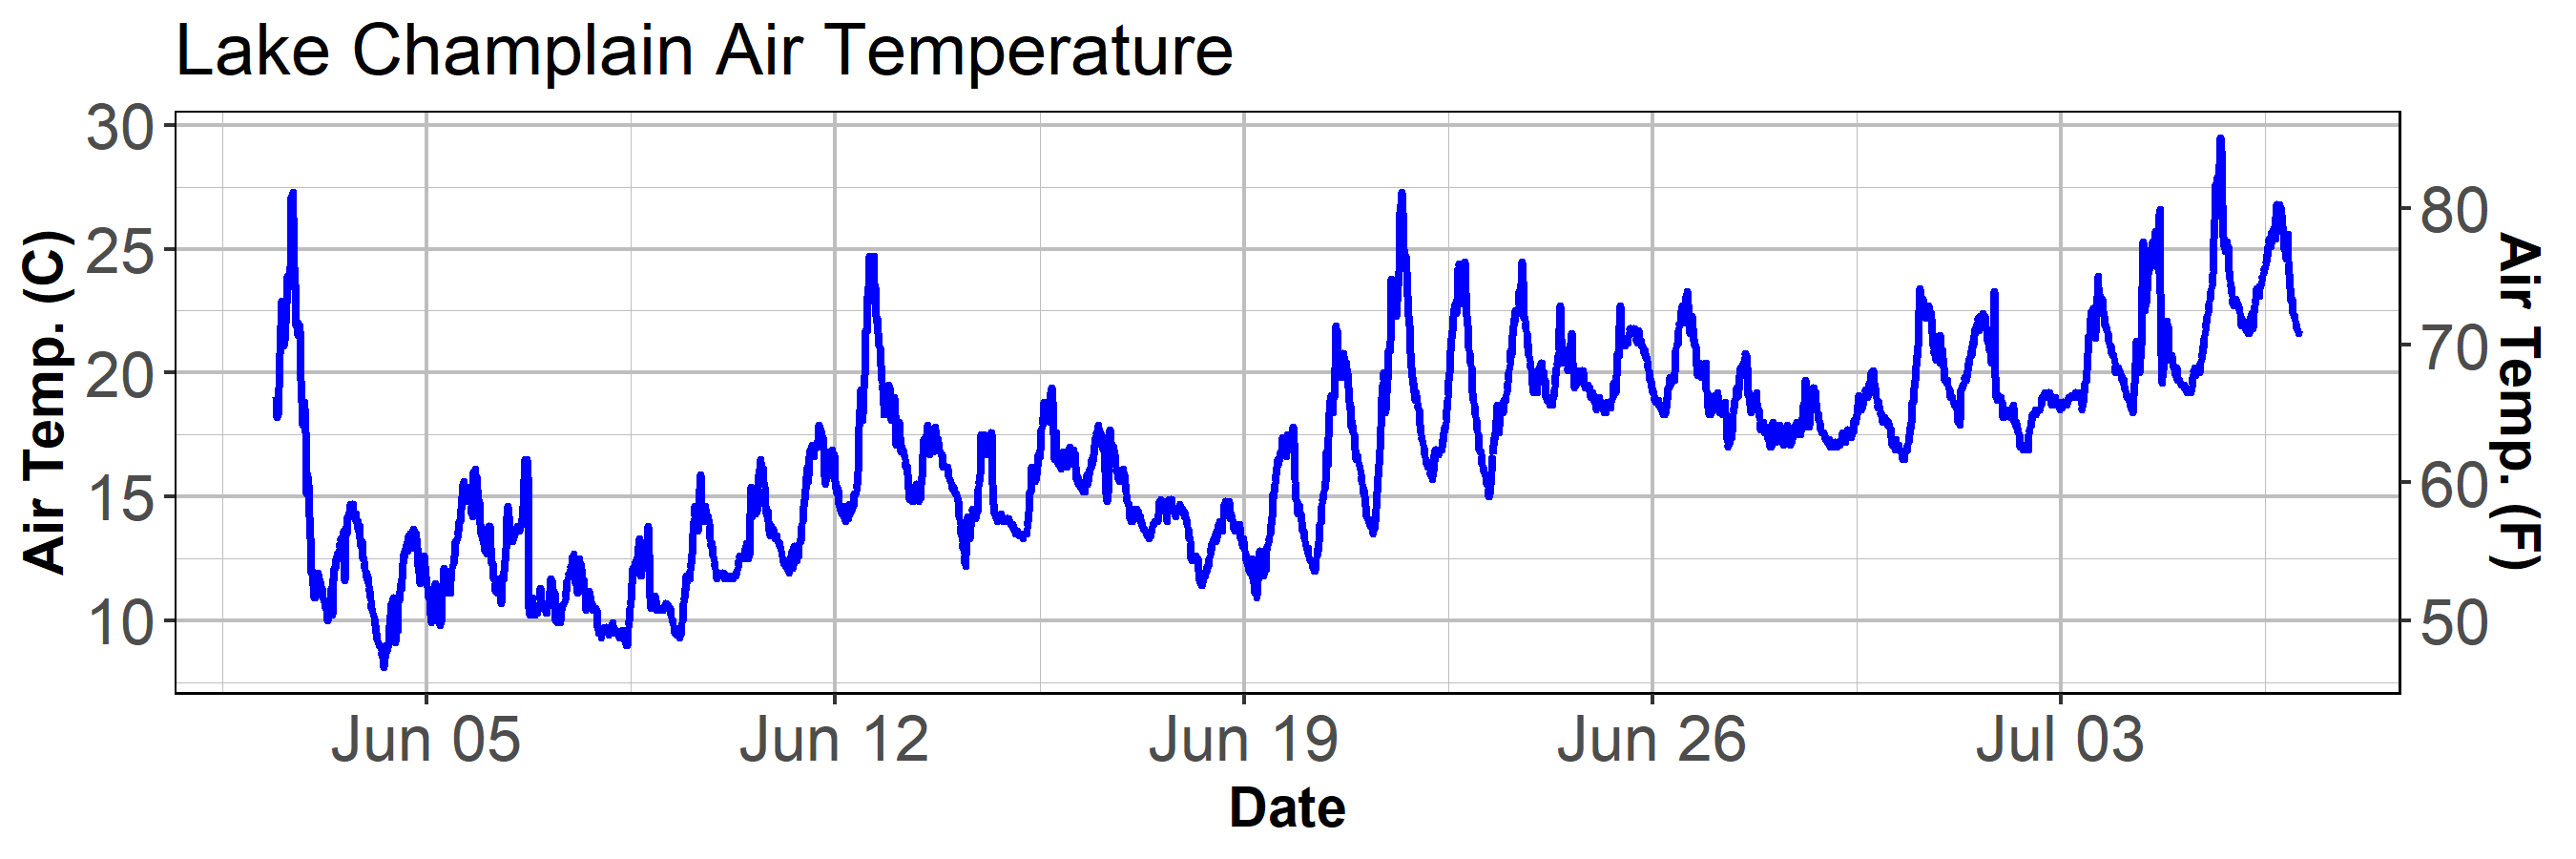 Lake Champlain Air Temperature
30
25
20
15
10
Air Temp. (C)
80
70
60
50
Air Temp. (F)
Jun 05 Jun 12 Jun 19 Jun 26 Jul 03
Date